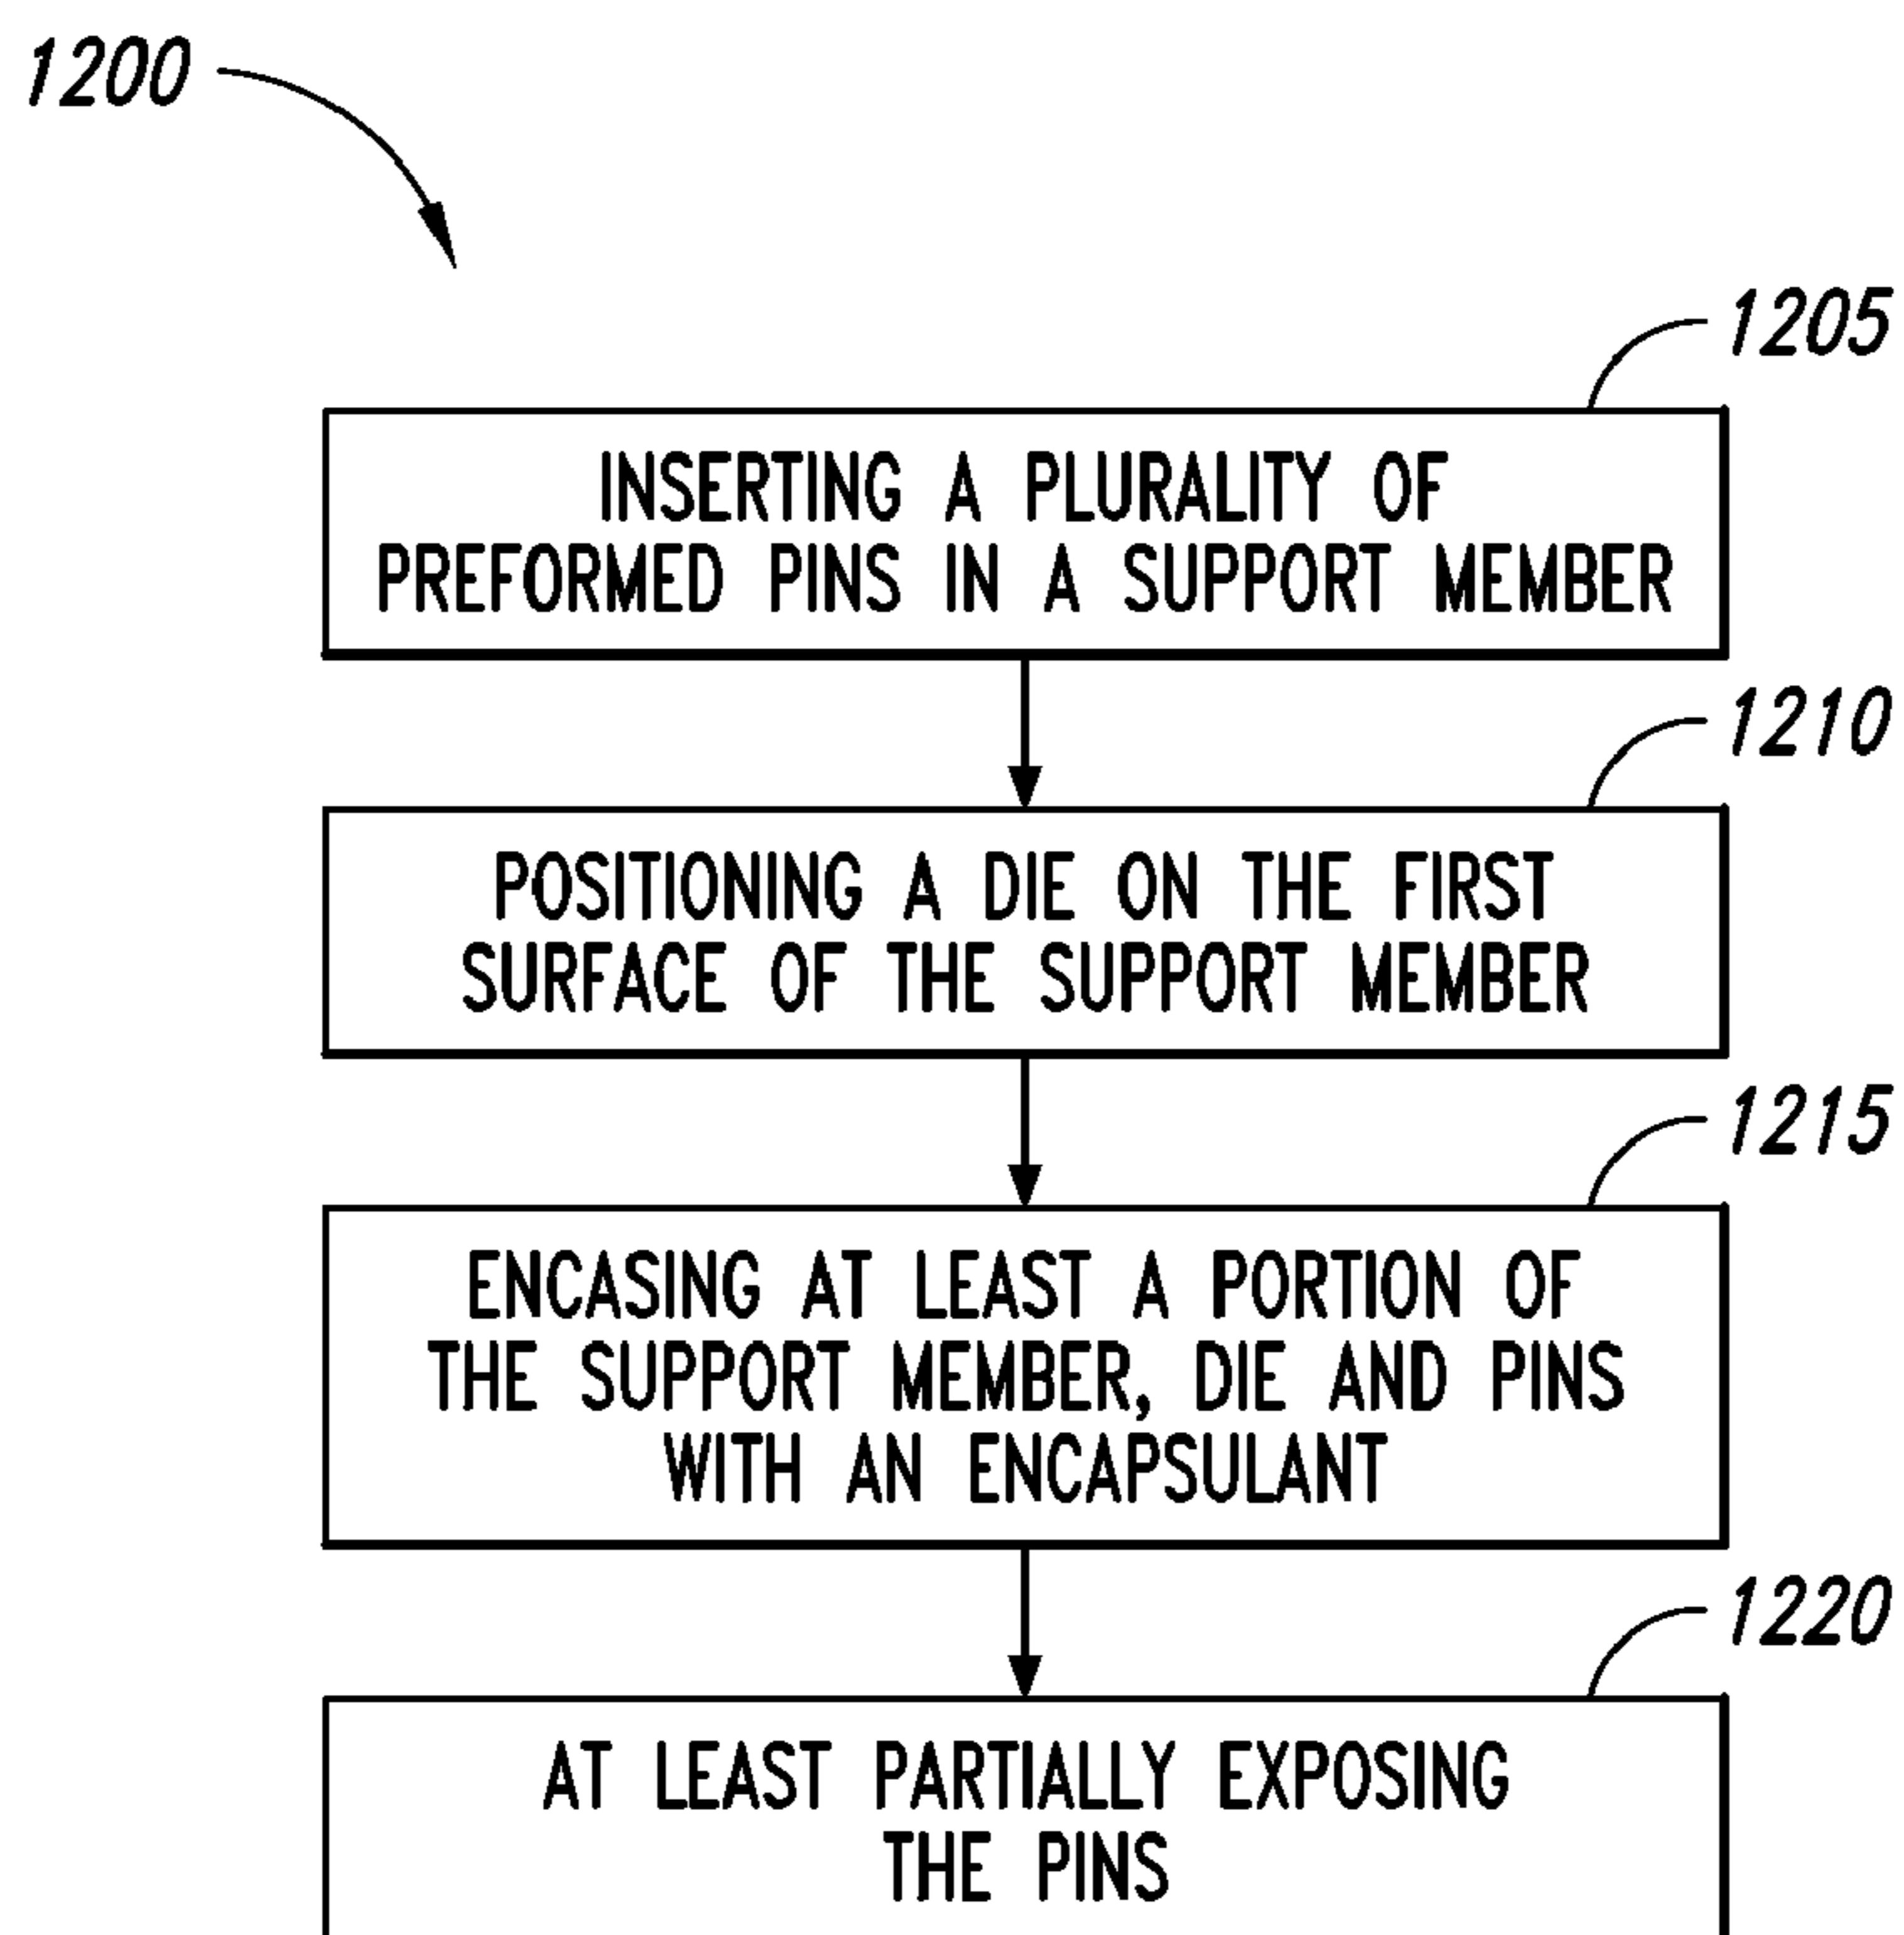 1200
1205
INSERTING A PLURALITY OF
PREFORMED PINS IN A SUPPORT MEMBER
1210
POSITIONING A DIE ON THE FIRST
SURFACE OF THE SUPPORT MEMBER
1215
ENCASING AT LEAST A PORTION OF
THE SUPPORT MEMBER, DIE AND PINS
WITH AN ENCAPSULANT
1220
AT LEAST PARTIALLY EXPOSING
THE PINS